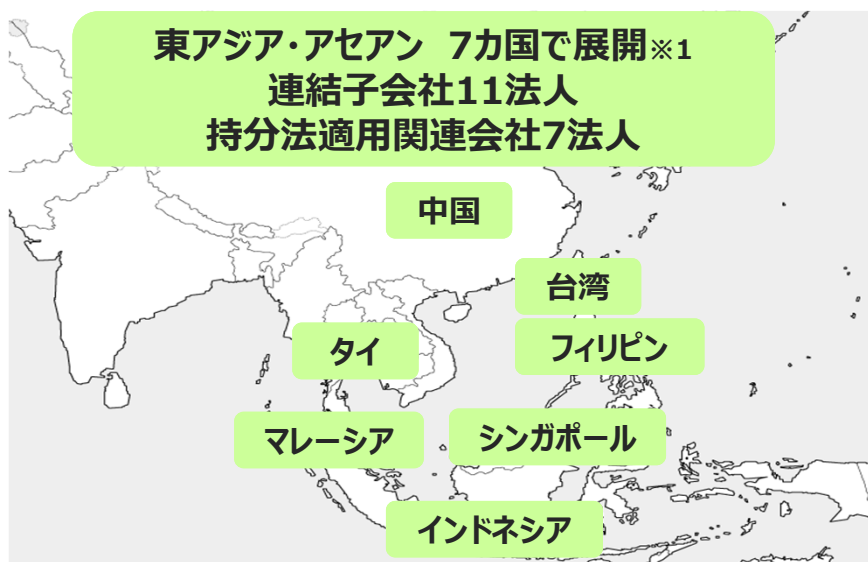 東アジア・アセアン 7カ国で展開※1
連結子会社11法人
持分法適用関連会社7法人
中国
台湾
タイ
フィリピン
マレーシア
シンガポール
インドネシア